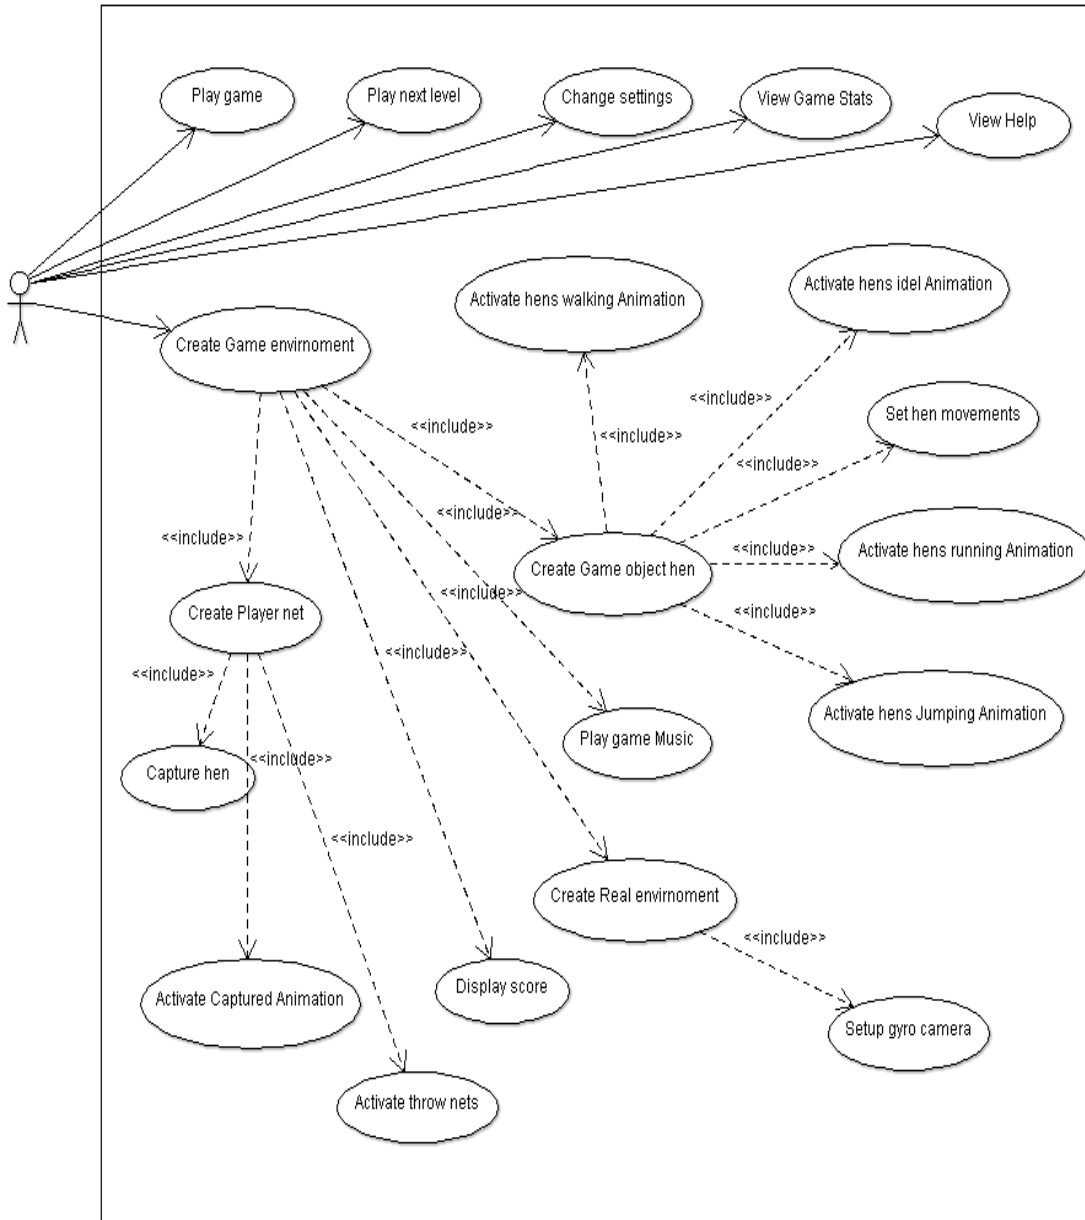 Play game
Play next level
Change settings
View Game Stats
View Help
Activate hens walking Animation
Activate hens idel Animation
Create Game envirnoment
<<include>>
<<include>>
<<include>>
<<include>>
Set hen movements
<<include>>
<<include>>
<<include>>
Activate hens running Animation
Create Game object hen
<<include>>
<<include>>
Create Player net
<<include>>
<<include>>
<<include>>
Activate hens Jumping Animation
Play game Music
Capture hen
<<include>>
<<include>>
Create Real envirnoment
<<include>>
Display score
Activate Captured Animation
Setup gyro camera
Activate throw nets